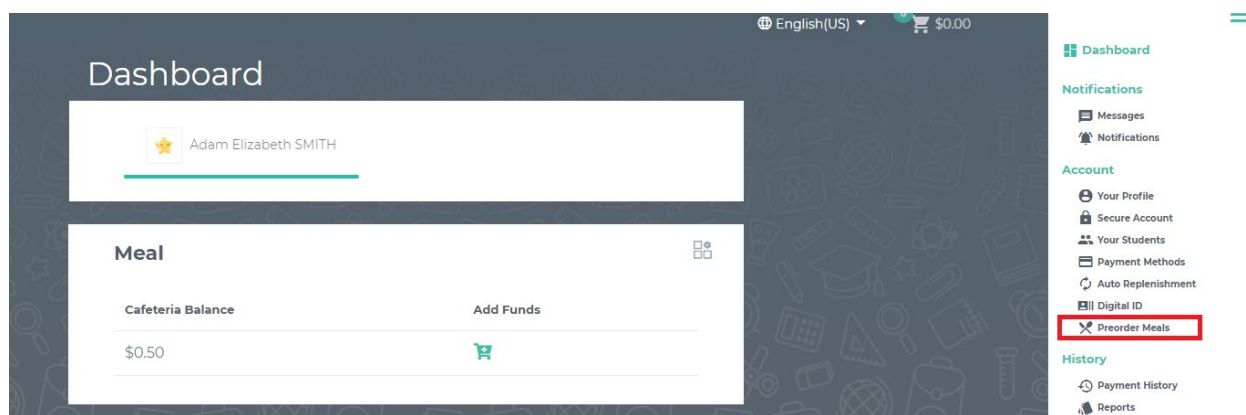 English(US)
$0.00
Dashboard
Adam Elizabeth SMITH
Meal
Cafeteria Balance
Add Funds
$0.50
Dashboard
Notifications
Messages
Notifications
Account
Your Profile
Secure Account
Your Students
Payment Methods
Auto Replenishment
Digital ID
Preorder Meals
History
Payment History
Reports